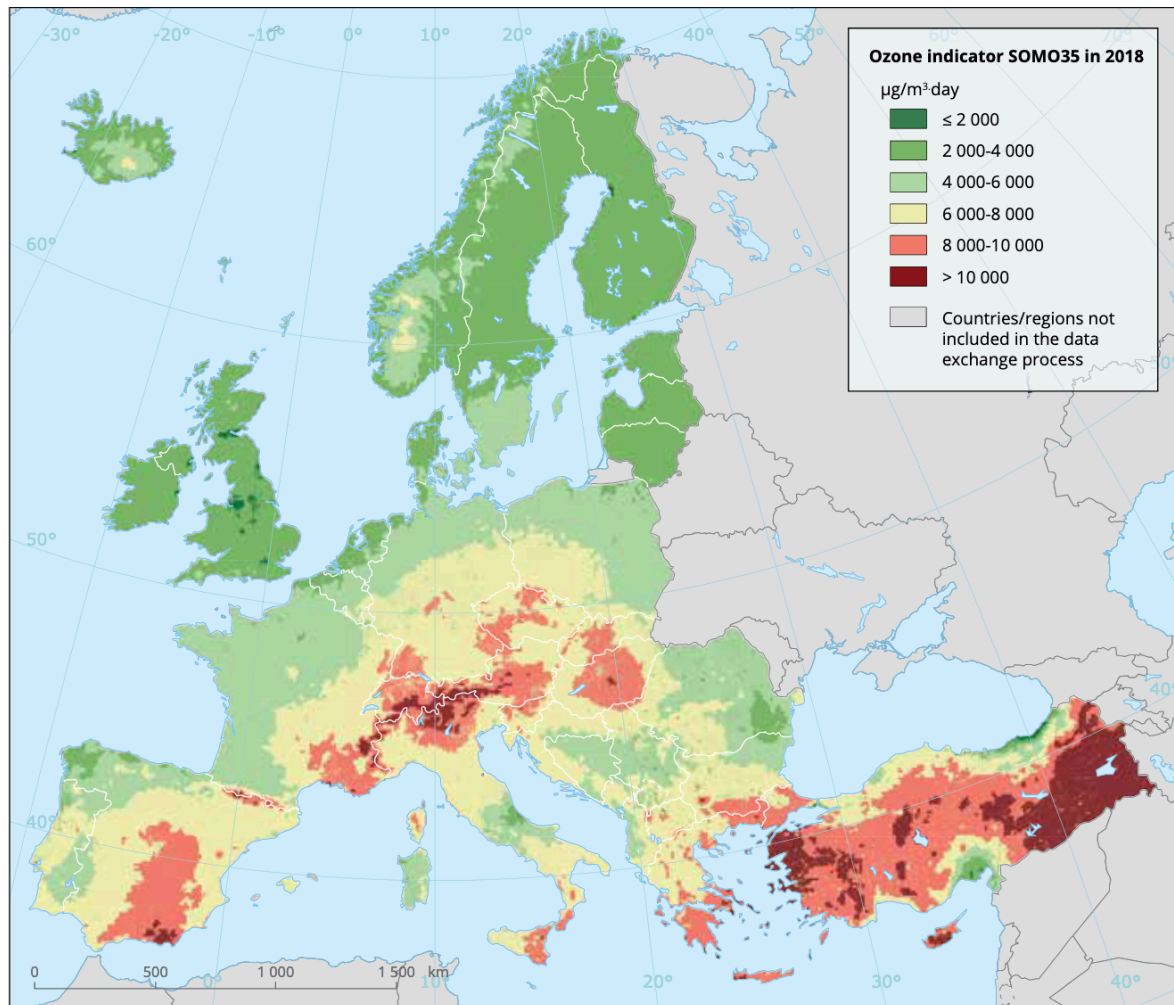 -30° -20° -10° 0° 10° 20° 30° 60° 70°
Ozone indicator SOMO35 in 2018
µg/m³·day
≤ 2 000
2 000-4 000
4 000-6 000
6 000-8 000
8 000-10 000
> 10 000
Countries/regions not
included in the data
exchange process
60°
50°
50°
40°
40°
0 500 1 000 1 500 km
0° 10° 20° 30° 40°